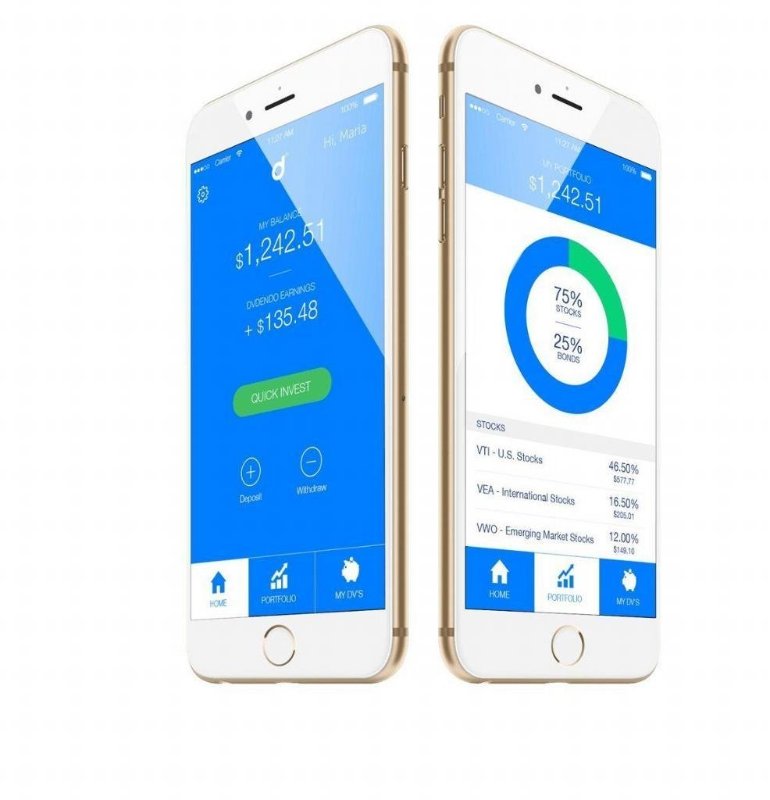 Carrier 11:27 AM 100%
Hi, Maria
d
MY BALANCE
$1,242.51
DVDENDO EARNINGS
+ $135.48
QUICK INVEST
Deposit
Withdraw
HOME
PORTFOLIO
MY DV'S
Carrier 11:27 AM 100%
MY PORTFOLIO
$1,242.51
75%
STOCKS
25%
BONDS
STOCKS
VTI - U.S. Stocks 46.50%
$577.77
VEA - International Stocks 16.50%
$205.01
VWO - Emerging Market Stocks 12.00%
$149.10
HOME
PORTFOLIO
MY DV'S